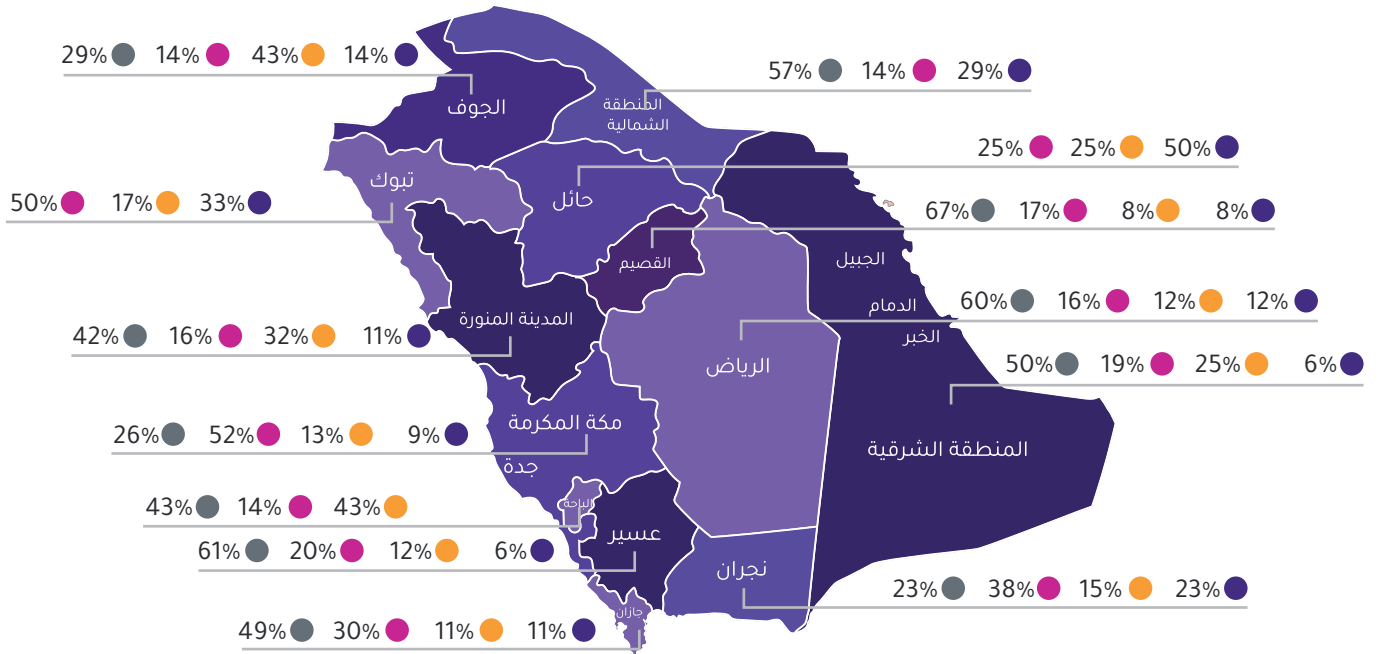 29% 14% 43% 14%
الجوف
57% 14% 29%
المنطقة
الشمالية
25% 25% 50%
تبوك
حائل
50% 17% 33%
67% 17% 8% 8%
القصيم
الجبيل
60% 16% 12% 12%
الدمام
الخبر
42% 16% 32% 11%
المدينة المنورة
الرياض
50% 19% 25% 6%
26% 52% 13% 9%
مكة المكرمة
المنطقة الشرقية
جدة
43% 14% 43%
الباحة
61% 20% 12% 6%
عسير
نجران
23% 38% 15% 23%
جازان
49% 30% 11% 11%